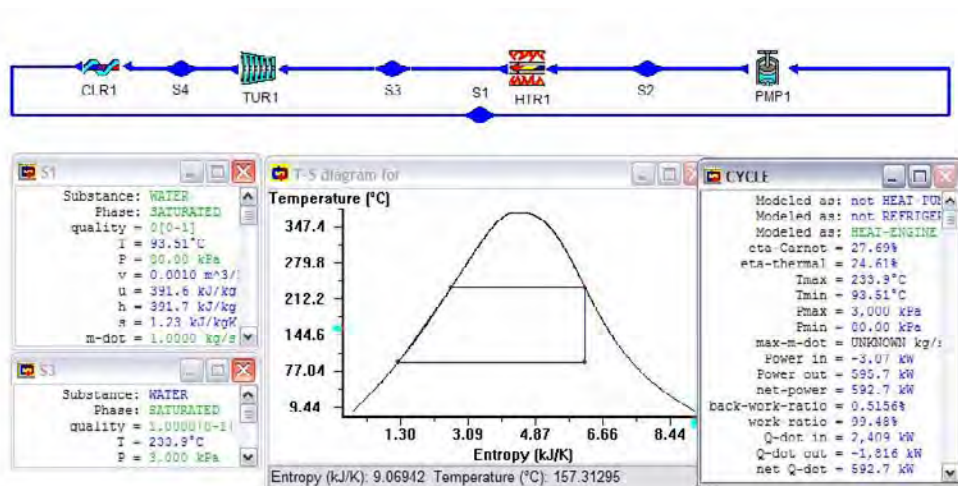 CLR1
S4
TUR1
S3
S1
HTR1
S2
PMP1
S1
Substance: WATER
Phase: SATURATED
quality = 0[0-1]
T = 93.51°C
P = 80.00 kPa
v = 0.0010 m^3/
u = 391.6 kJ/kg
h = 391.7 kJ/kg
s = 1.23 kJ/kgK
m-dot = 1.0000 kg/s
S3
Substance: WATER
Phase: SATURATED
quality = 1.0000[0-1]
T = 233.9°C
P = 3,000 kPa
T-S diagram for
Temperature [°C]
347.4
279.8
212.2
144.6
77.04
9.44
1.30
3.09
4.87
6.66
8.44
Entropy (kJ/K)
Entropy (kJ/K): 9.06942 Temperature (°C): 157.31295
CYCLE
Modeled as: not HEAT-PUM
Modeled as: not REFRIGER
Modeled as: HEAT-ENGINE
eta-Carnot = 27.69%
eta-thermal = 24.61%
Tmax = 233.9°C
Tmin = 93.51°C
Pmax = 3,000 kPa
Pmin = 80.00 kPa
max-m-dot = UNKNOWN kg/s
Power in = -3.07 kW
Power out = 595.7 kW
net-power = 592.7 kW
back-work-ratio = 0.5156%
work-ratio = 99.48%
Q-dot in = 2,409 kW
Q-dot out = -1,816 kW
net Q-dot = 592.7 kW